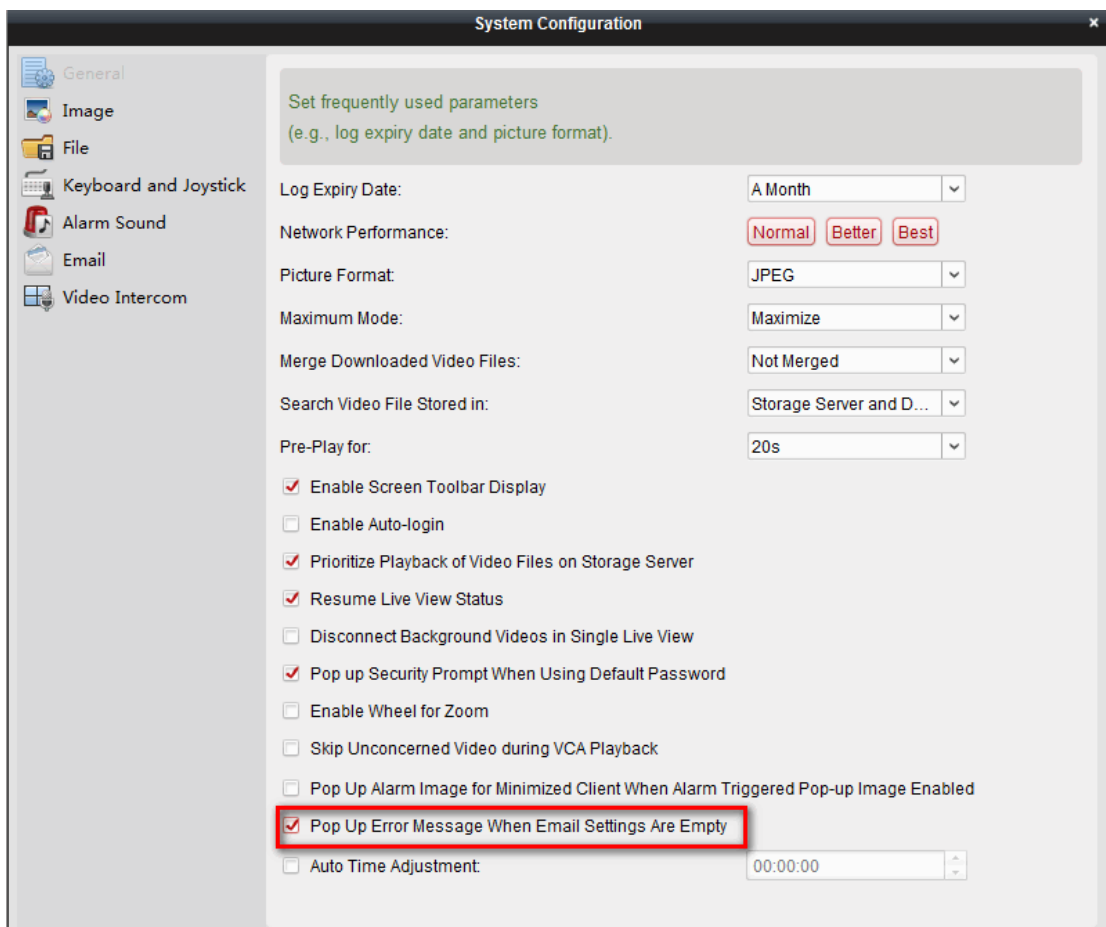 System Configuration
×
General
Image
File
Keyboard and Joystick
Alarm Sound
Email
Video Intercom
Set frequently used parameters
(e.g., log expiry date and picture format).
Log Expiry Date: A Month
Network Performance: Normal Better Best
Picture Format: JPEG
Maximum Mode: Maximize
Merge Downloaded Video Files: Not Merged
Search Video File Stored in: Storage Server and D...
Pre-Play for: 20s
Enable Screen Toolbar Display
Enable Auto-login
Prioritize Playback of Video Files on Storage Server
Resume Live View Status
Disconnect Background Videos in Single Live View
Pop up Security Prompt When Using Default Password
Enable Wheel for Zoom
Skip Unconcerned Video during VCA Playback
Pop Up Alarm Image for Minimized Client When Alarm Triggered Pop-up Image Enabled
Pop Up Error Message When Email Settings Are Empty
Auto Time Adjustment: 00:00:00